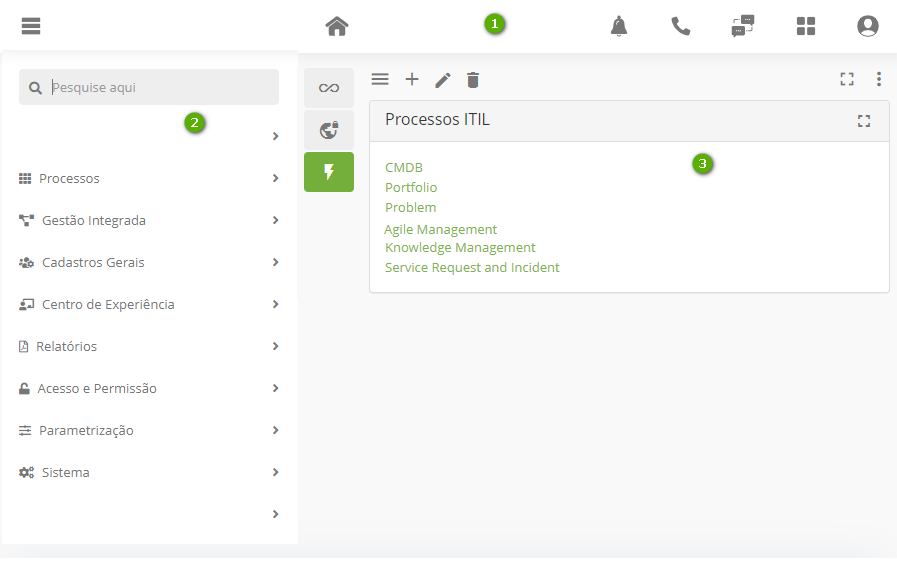 1
Pesquise aqui
2
Processos
Gestão Integrada
Cadastros Gerais
Centro de Experiência
Relatórios
Acesso e Permissão
Parametrização
Sistema
Processos ITIL
3
CMDB
Portfolio
Problem
Agile Management
Knowledge Management
Service Request and Incident